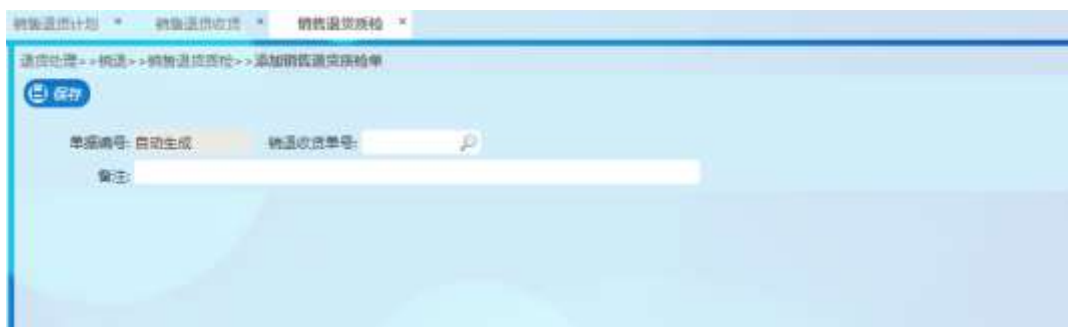 销售退货计划 × 销售退货收货 × 销售退货质检 ×
退货处理>>销退>>销售退货质检>>添加销售退货质检单
保存
单据编号: 自动生成 销退收货单号:
备注: